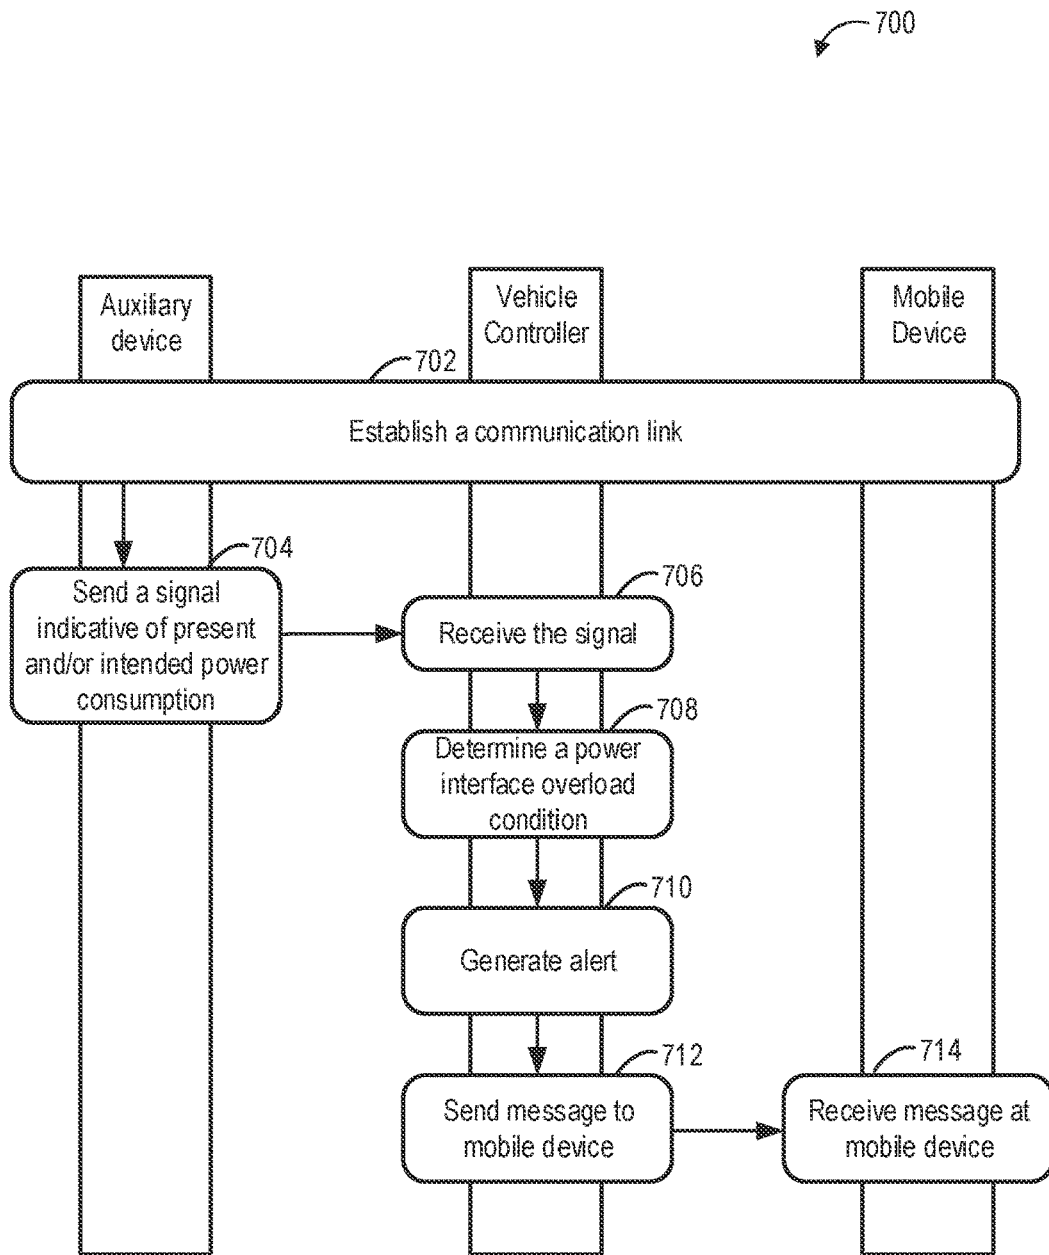 700
Auxiliary
device
Vehicle
Controller
Mobile
Device
702
Establish a communication link
704
Send a signal
indicative of present
and/or intended power
consumption
706
Receive the signal
708
Determine a power
interface overload
condition
710
Generate alert
712
Send message to
mobile device
714
Receive message at
mobile device